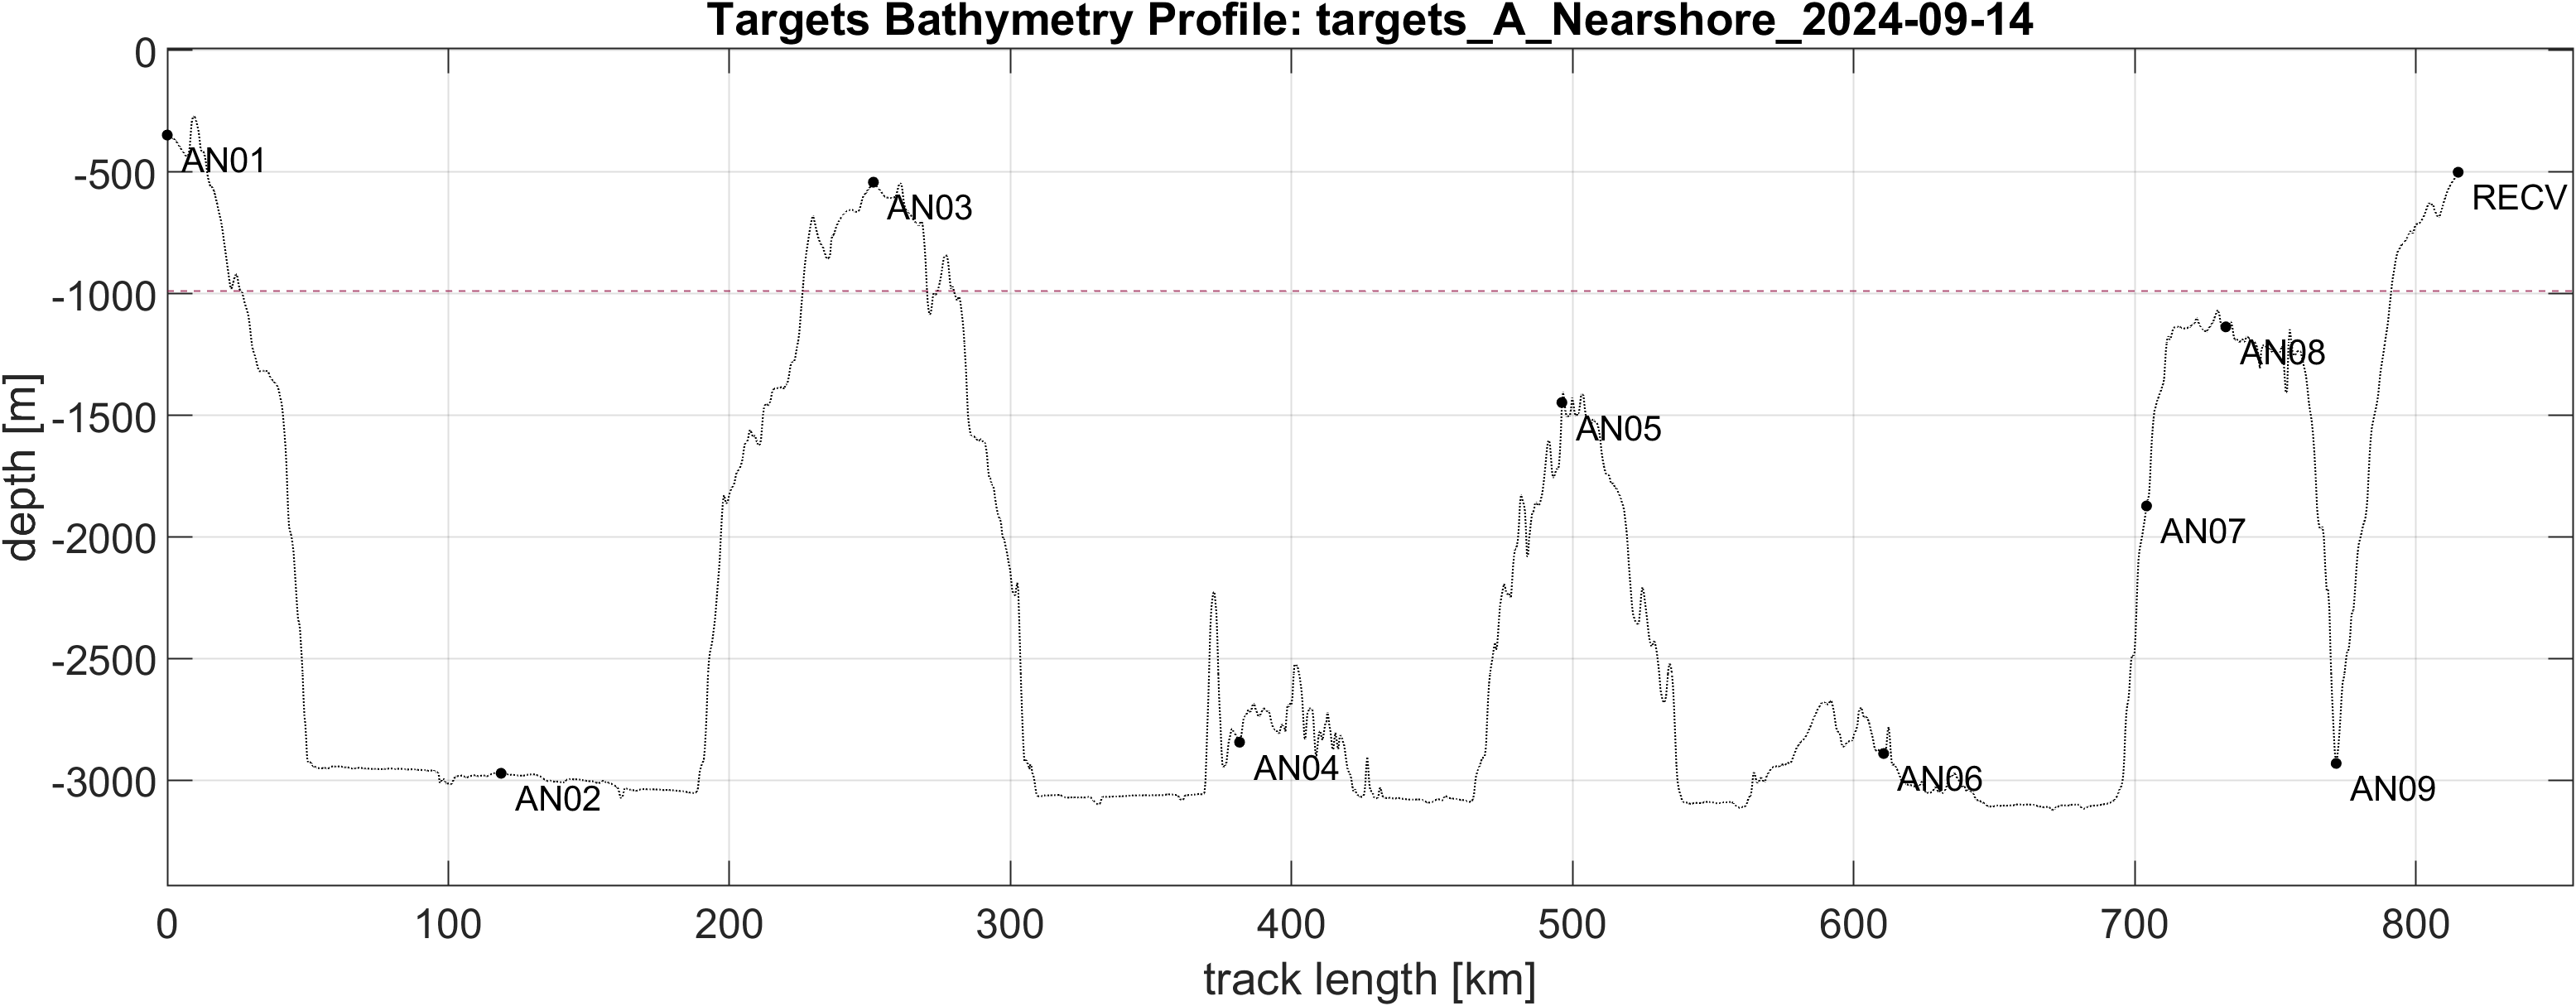 Targets Bathymetry Profile: targets_A_Nearshore_2024-09-14
depth [m]
0
-500
-1000
-1500
-2000
-2500
-3000
AN01
AN02
AN03
AN04
AN05
AN06
AN07
AN08
AN09
RECV
0 100 200 300 400 500 600 700 800
track length [km]